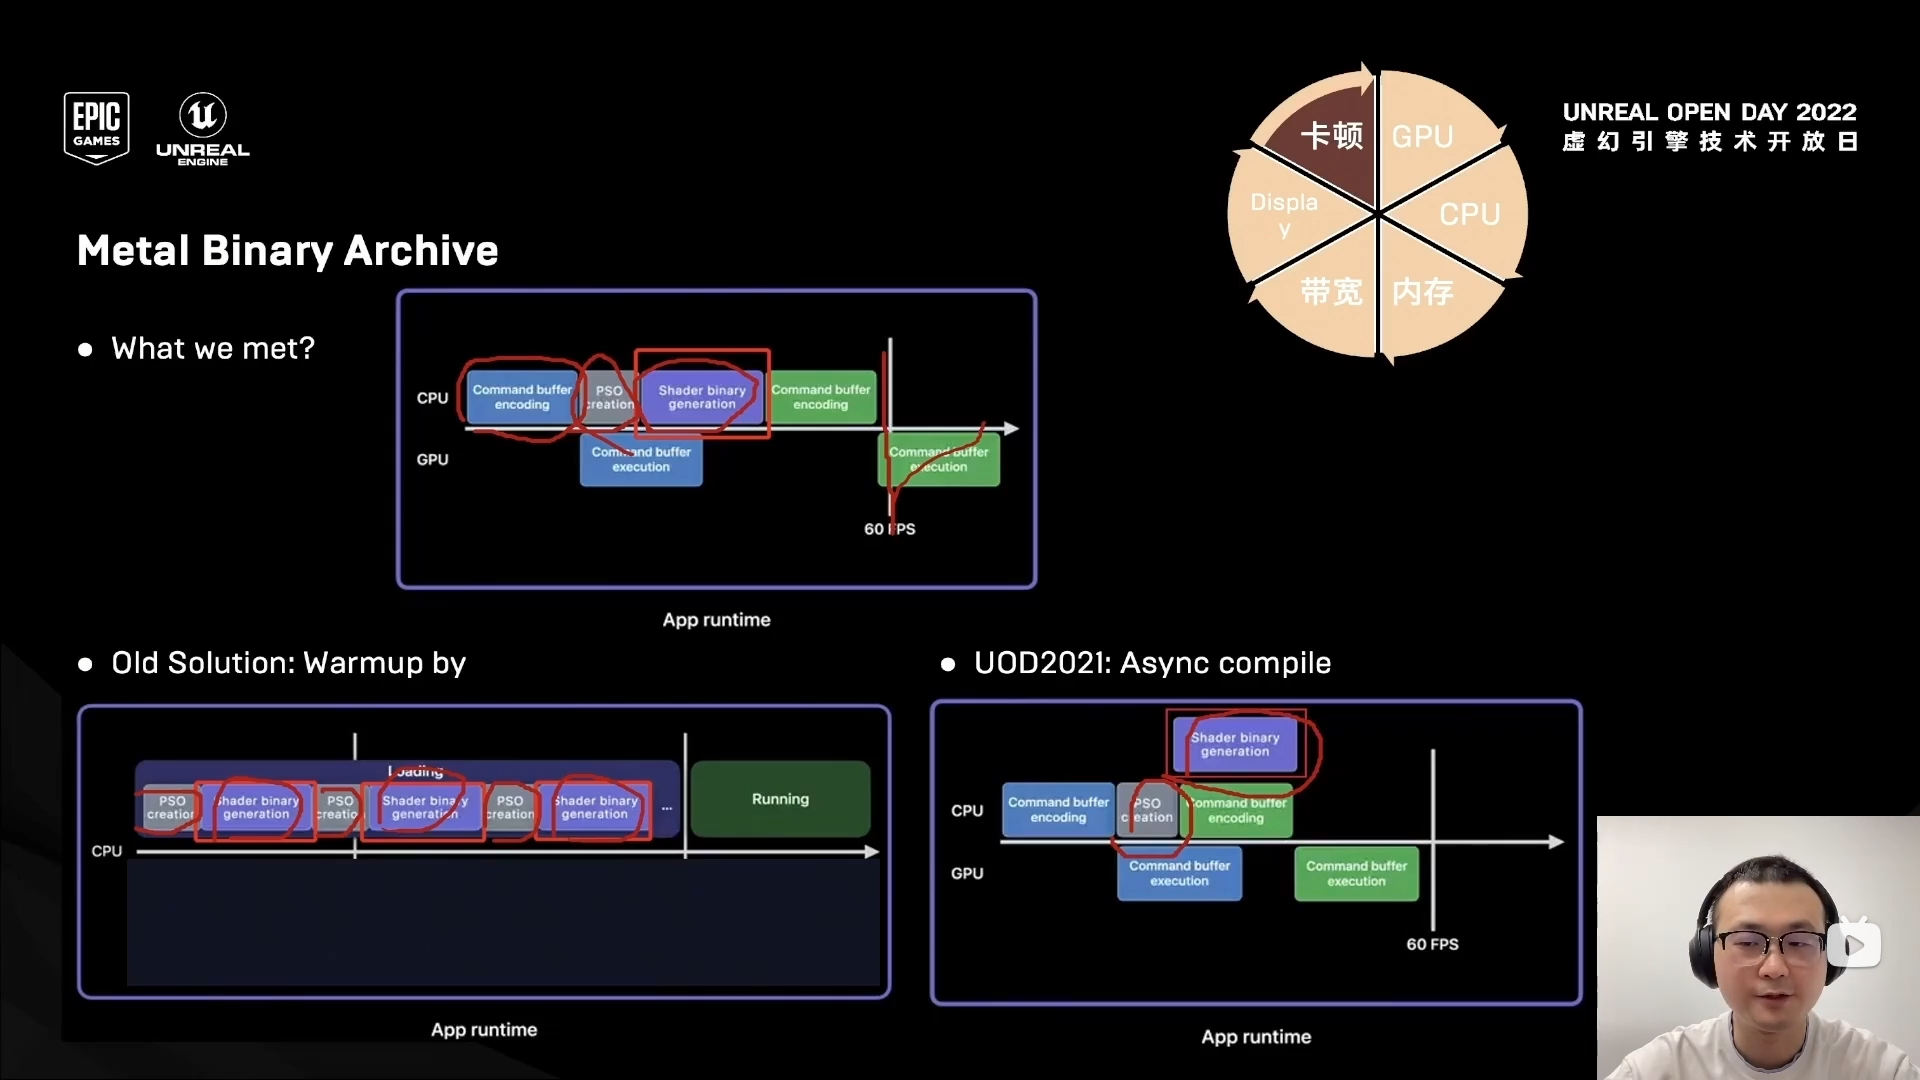 EPIC
GAMES
UNREAL
ENGINE
卡顿
GPU
CPU
内存
带宽
Displa
y
UNREAL OPEN DAY 2022
虚幻引擎技术开放日
Metal Binary Archive
What we met?
CPU
Command buffer
encoding
PSO
creation
Shader binary
generation
Command buffer
encoding
GPU
Command buffer
execution
Command buffer
execution
60 FPS
App runtime
Old Solution: Warmup by
Loading
PSO
creation
Shader binary
generation
PSO
creation
Shader binary
generation
PSO
creation
Shader binary
generation
...
Running
CPU
App runtime
UOD2021: Async compile
Shader binary
generation
CPU
Command buffer
encoding
PSO
creation
Command buffer
encoding
GPU
Command buffer
execution
Command buffer
execution
60 FPS
App runtime